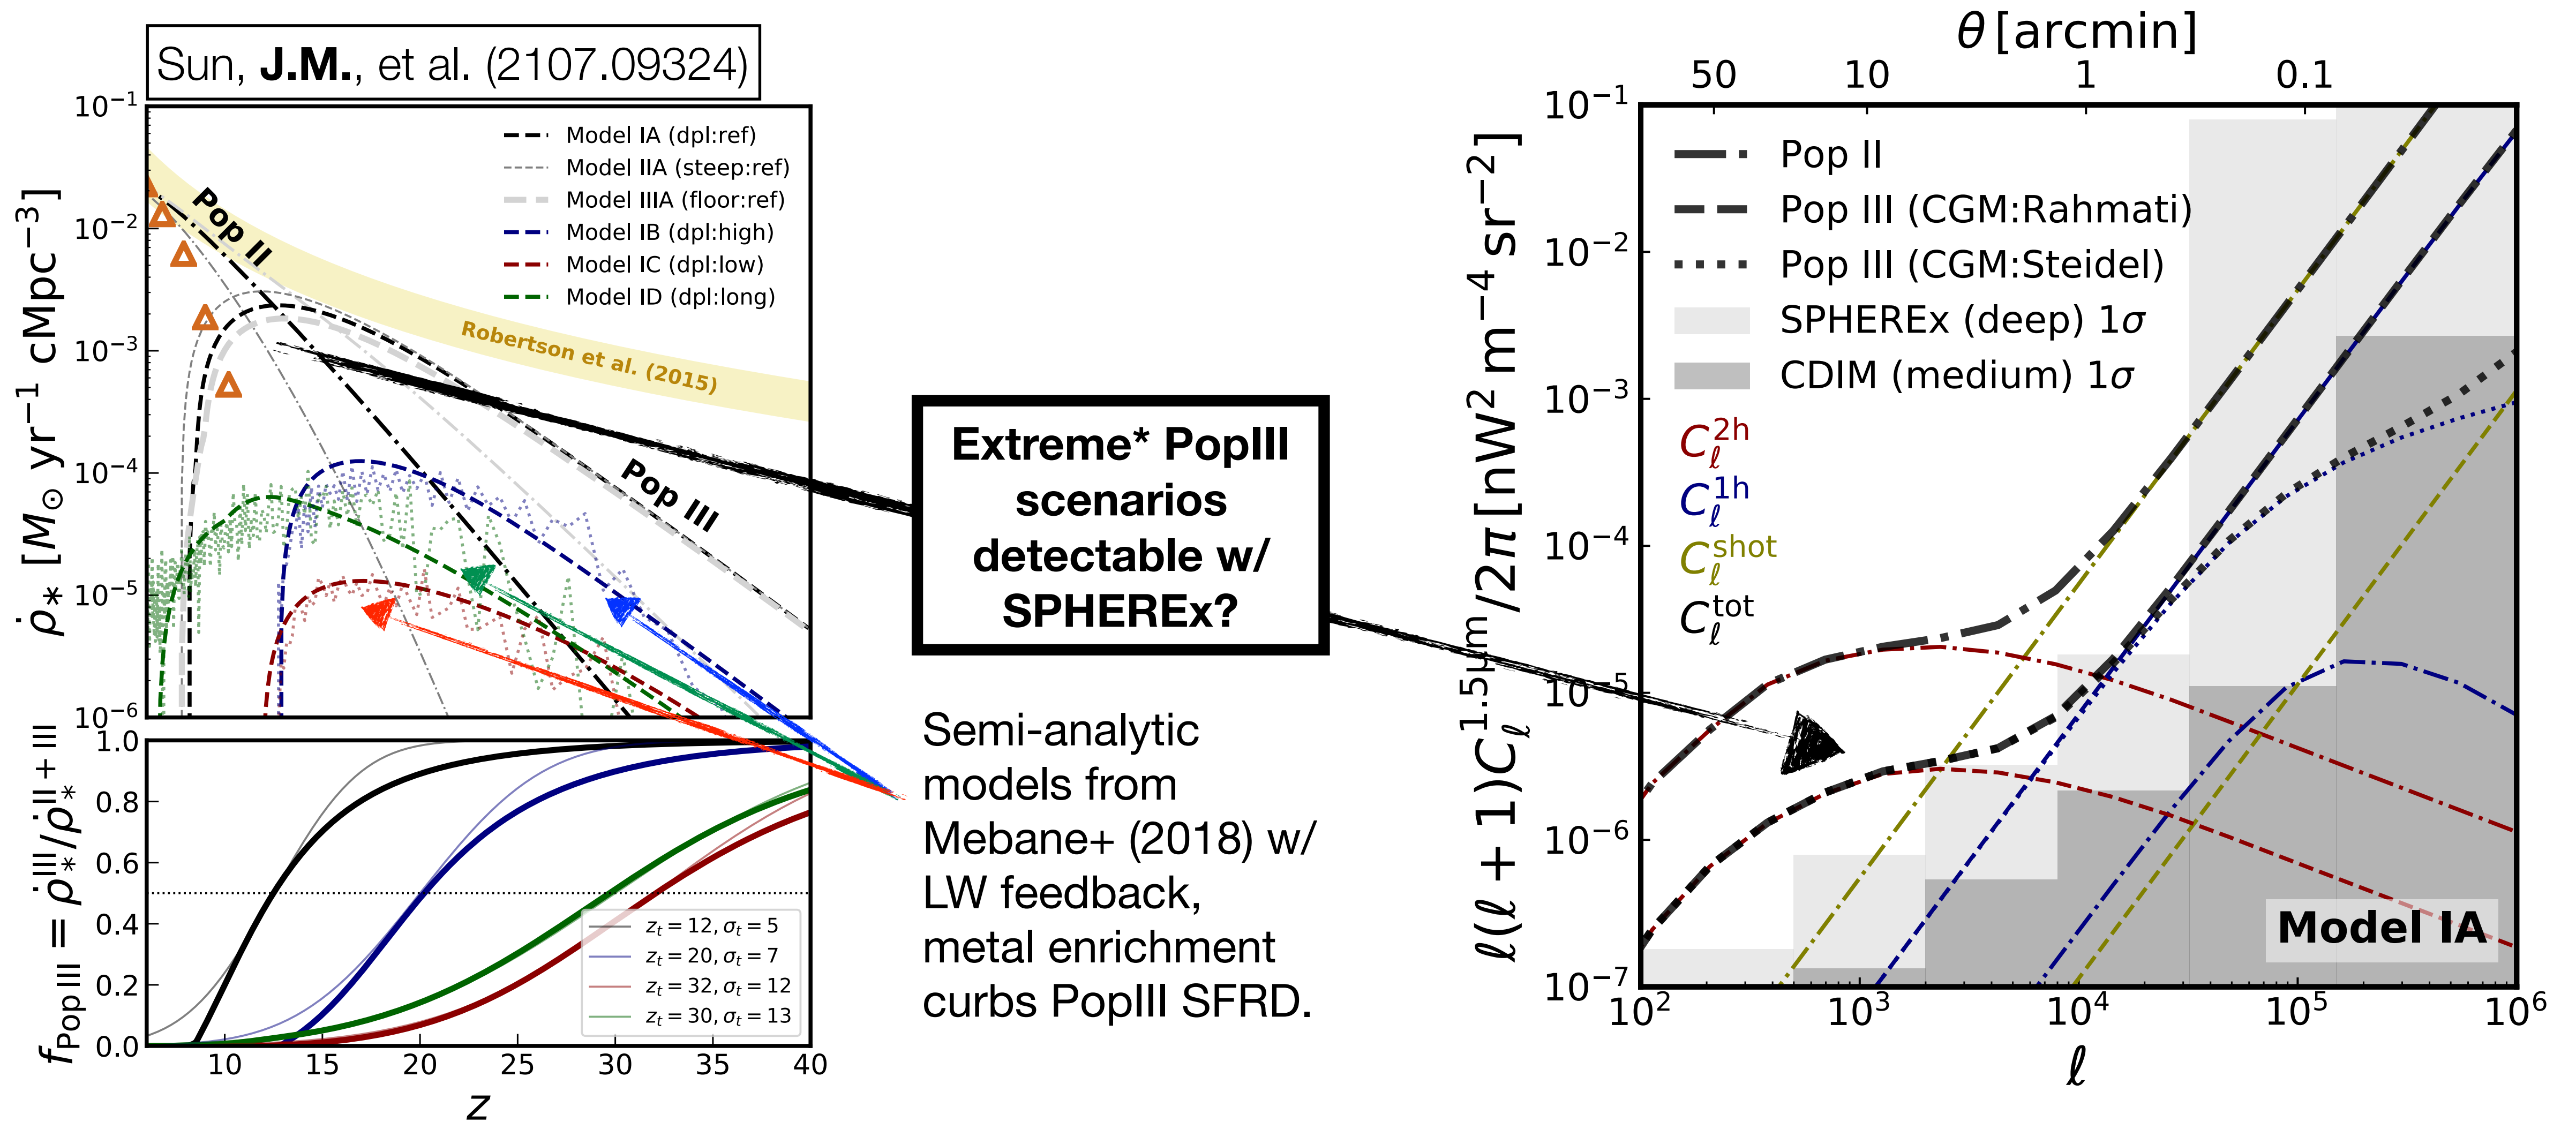 Sun, J.M., et al. (2107.09324)
10⁻¹
10⁻²
10⁻³
10⁻⁴
10⁻⁵
10⁻⁶
ρ̇∗ [M⊙ yr⁻¹ cMpc⁻³]
Model IA (dpl:ref)
Model IIA (steep:ref)
Model IIIA (floor:ref)
Model IB (dpl:high)
Model IC (dpl:low)
Model ID (dpl:long)
Pop II
Robertson et al. (2015)
Pop III
1.0
0.8
0.6
0.4
0.2
0.0
f_Pop III = ρ̇∗^III/ρ̇∗^II+III
z_t = 12, σ_t = 5
z_t = 20, σ_t = 7
z_t = 32, σ_t = 12
z_t = 30, σ_t = 13
10 15 20 25 30 35 40
z
Extreme* PopIII
scenarios
detectable w/
SPHEREx?
Semi-analytic
models from
Mebane+ (2018) w/
LW feedback,
metal enrichment
curbs PopIII SFRD.
θ [arcmin]
50 10 1 0.1
10⁻¹
10⁻²
10⁻³
10⁻⁴
10⁻⁵
10⁻⁶
10⁻⁷
ℓ(ℓ + 1)C_ℓ^1.5μm/2π [nW² m⁻⁴ sr⁻²]
Pop II
Pop III (CGM:Rahmati)
Pop III (CGM:Steidel)
SPHEREx (deep) 1σ
CDIM (medium) 1σ
C_ℓ^2h
C_ℓ^1h
C_ℓ^shot
C_ℓ^tot
Model IA
10² 10³ 10⁴ 10⁵ 10⁶
ℓ